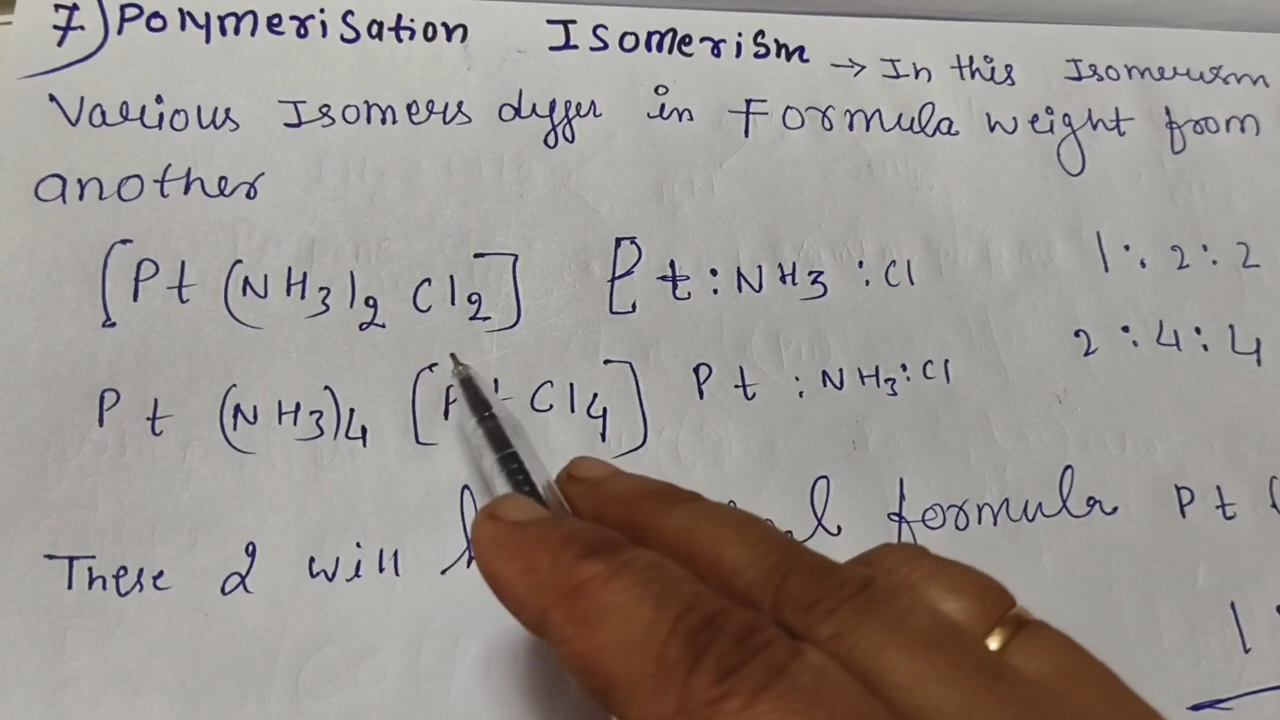 7) Polymerisation Isomerism → In this Isomerism
Various Isomers differ in Formula weight from
another
[Pt (NH3)2 Cl2] Pt : NH3 : Cl 1 : 2 : 2
Pt (NH3)4 [Pt Cl4] Pt : NH3 : Cl 2 : 4 : 4
These 2 will formula Pt (
1 :